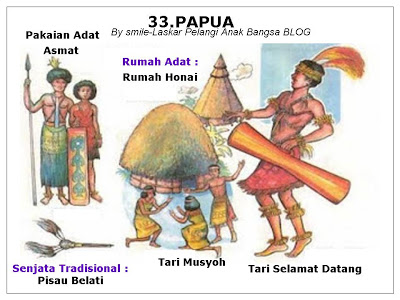 33.PAPUA
By smile-Laskar Pelangi Anak Bangsa BLOG
Pakaian Adat
Asmat
Rumah Adat :
Rumah Honai
Senjata Tradisional :
Pisau Belati
Tari Musyoh
Tari Selamat Datang